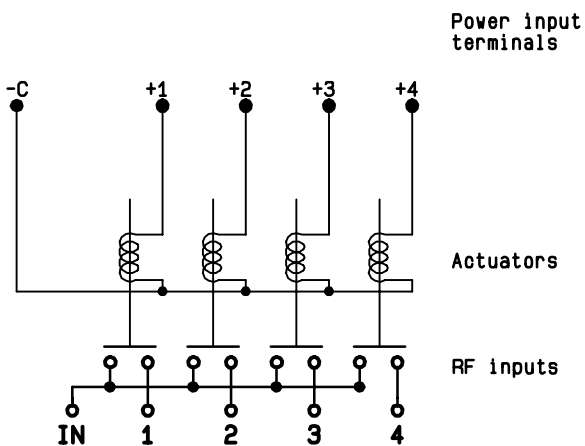 Power input
terminals
-C +1 +2 +3 +4
Actuators
RF inputs
IN 1 2 3 4